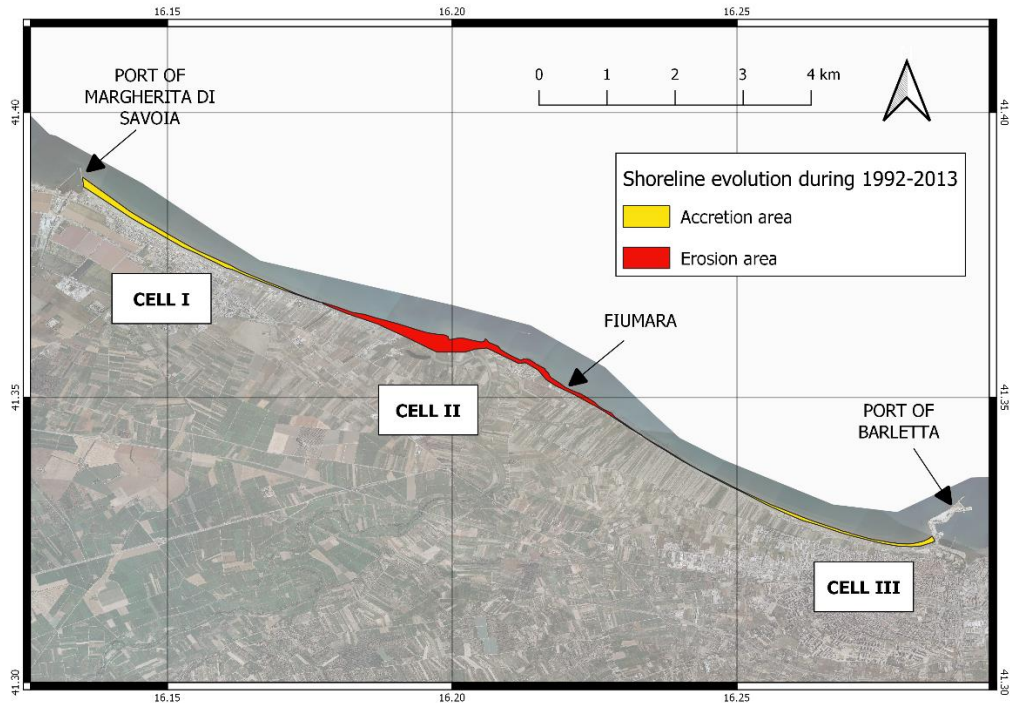 16.15 16.20 16.25
PORT OF
MARGHERITA DI
SAVOIA
0 1 2 3 4 km
41.40 41.40
Shoreline evolution during 1992-2013
Accretion area
Erosion area
CELL I
FIUMARA
41.35 41.35
CELL II
PORT OF
BARLETTA
CELL III
41.30 41.30
16.15 16.20 16.25